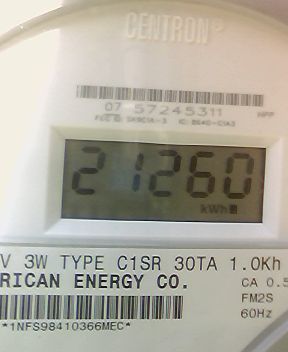 CENTRON®
07 57245311
21260
kWh
V 3W TYPE C1SR 30TA 1.0Kh
RICAN ENERGY CO.
CA 0.5
FM2S
60Hz
*1NFS98410366MEC*